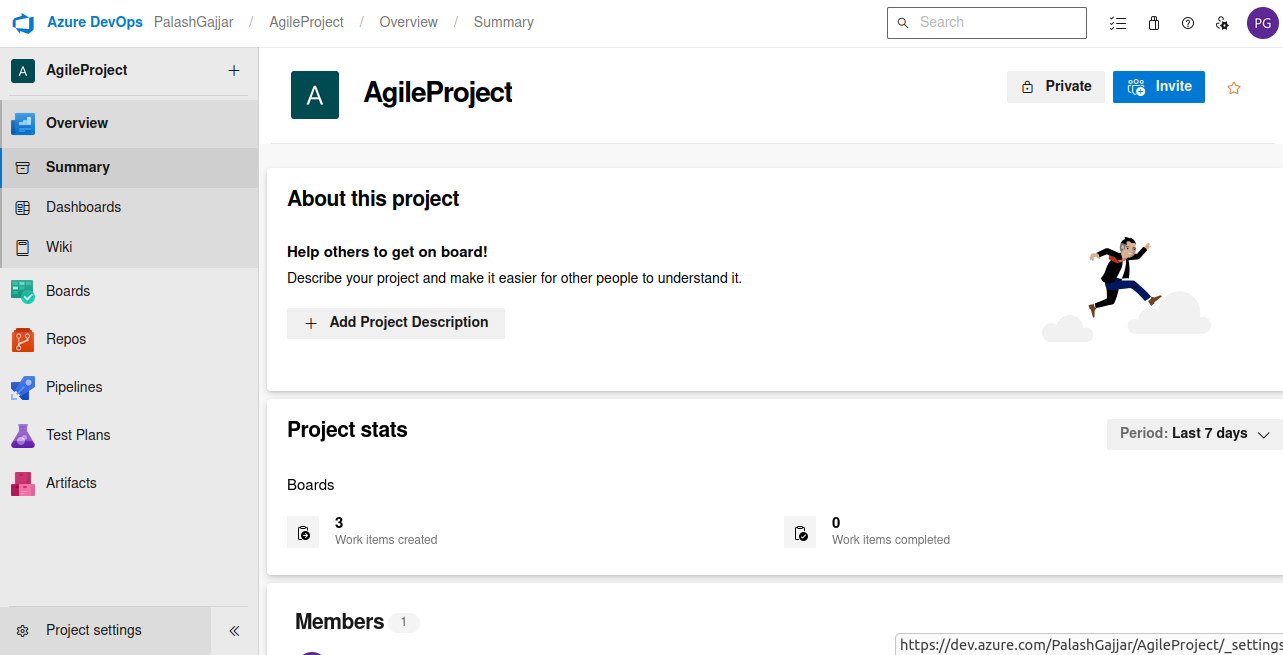 Azure DevOps PalashGajjar / AgileProject / Overview / Summary
Search
PG
A AgileProject +
Overview
Summary
Dashboards
Wiki
Boards
Repos
Pipelines
Test Plans
Artifacts
Project settings
A AgileProject
Private
Invite
About this project
Help others to get on board!
Describe your project and make it easier for other people to understand it.
+ Add Project Description
Project stats
Period: Last 7 days
Boards
3
Work items created
0
Work items completed
Members 1
https://dev.azure.com/PalashGajjar/AgileProject/_settings